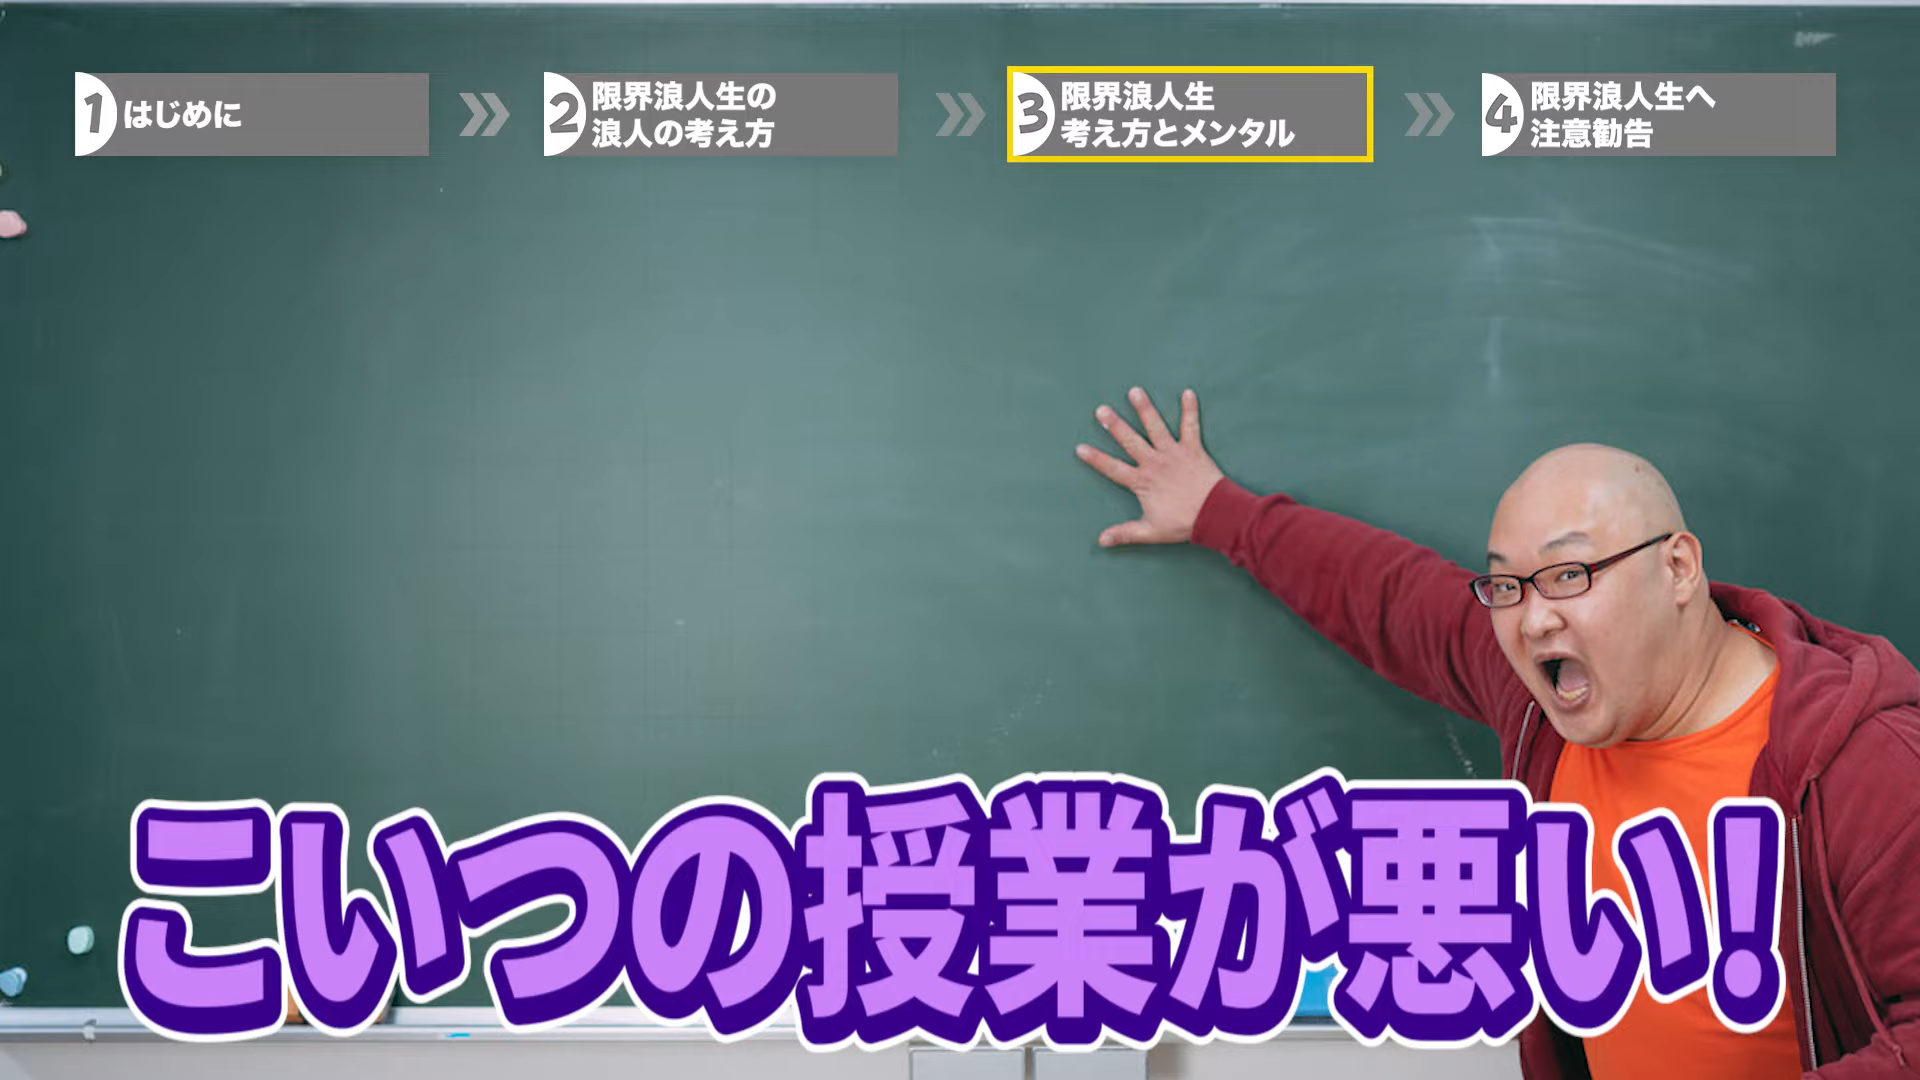 1 はじめに
2 限界浪人生の
浪人の考え方
3 限界浪人生
考え方とメンタル
4 限界浪人生へ
注意勧告
こいつの授業が悪い!